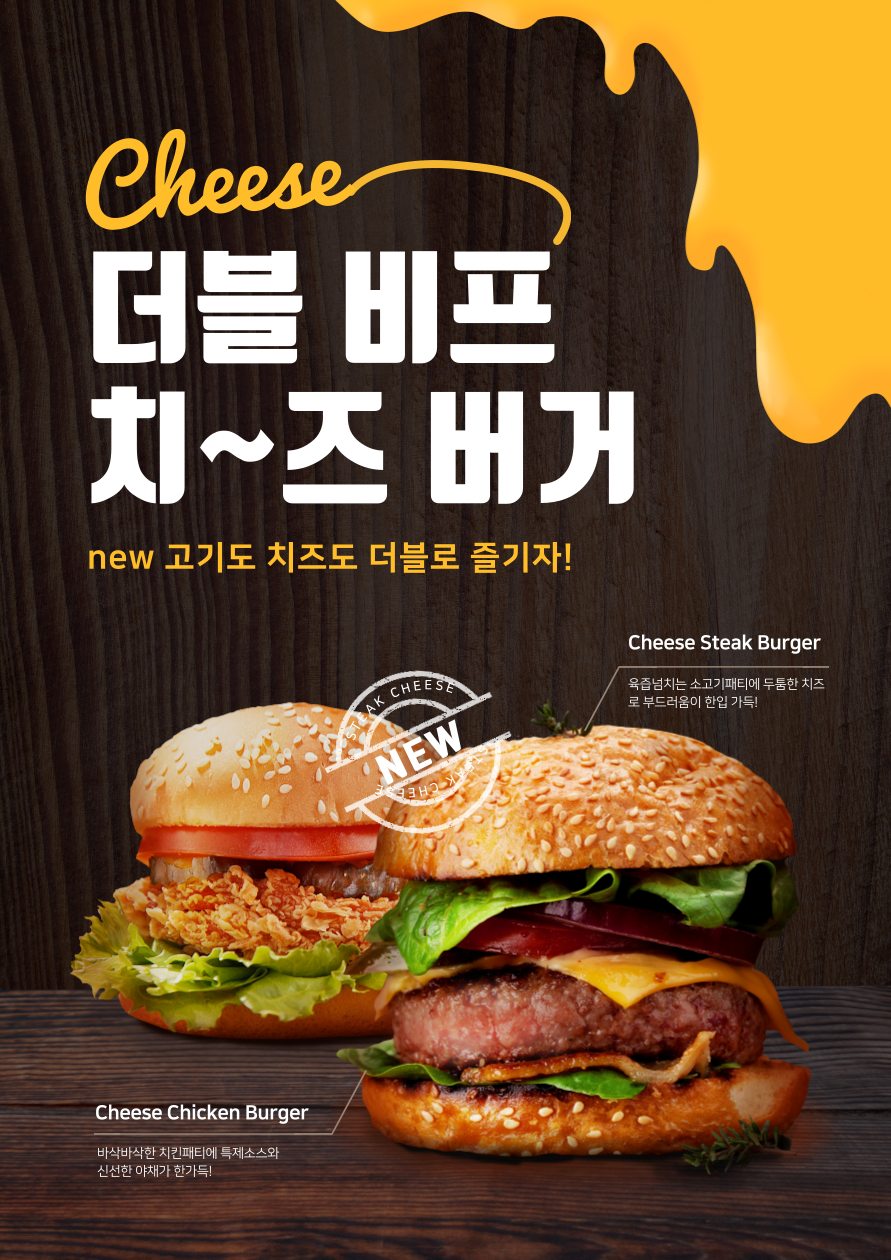 Cheese
더블 비프
치~즈 버거
new 고기도 치즈도 더블로 즐기자!
Cheese Steak Burger
육즙넘치는 소고기패티에 두툼한 치즈
로 부드러움이 한입 가득!
STEAK CHEESE
NEW
STEAK CHEESE
Cheese Chicken Burger
바삭바삭한 치킨패티에 특제소스와
신선한 야채가 한가득!